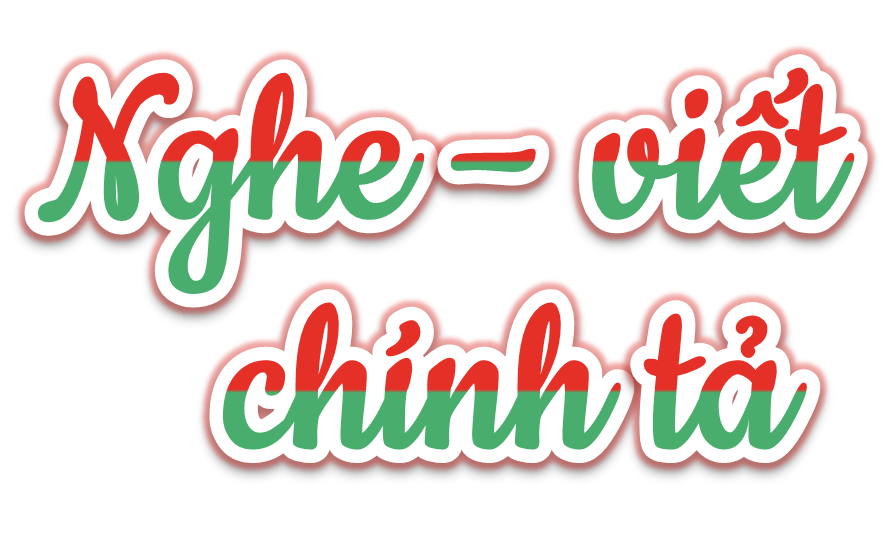 Nghe – viết
chính tả